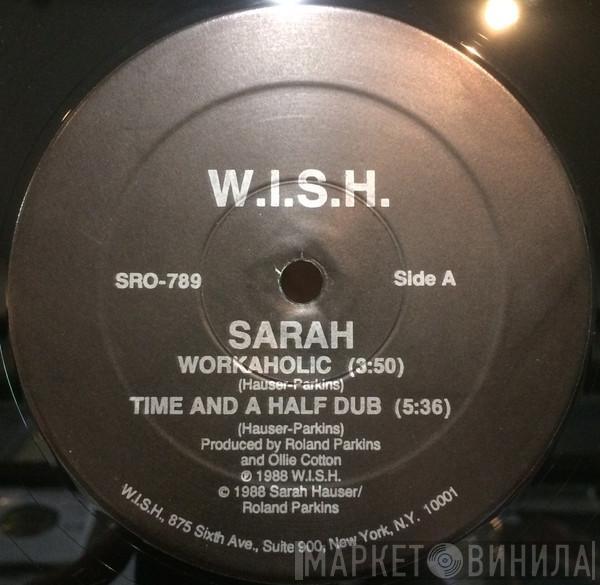 W.I.S.H.
SRO-789
Side A
SARAH
WORKAHOLIC (3:50)
(Hauser-Parkins)
TIME AND A HALF DUB (5:36)
(Hauser-Parkins)
Produced by Roland Parkins
and Ollie Cotton
℗ 1988 W.I.S.H.
© 1988 Sarah Hauser/
Roland Parkins
W.I.S.H., 875 Sixth Ave., Suite 900, New York, N.Y. 10001
МАРКЕТ ВИНИЛА